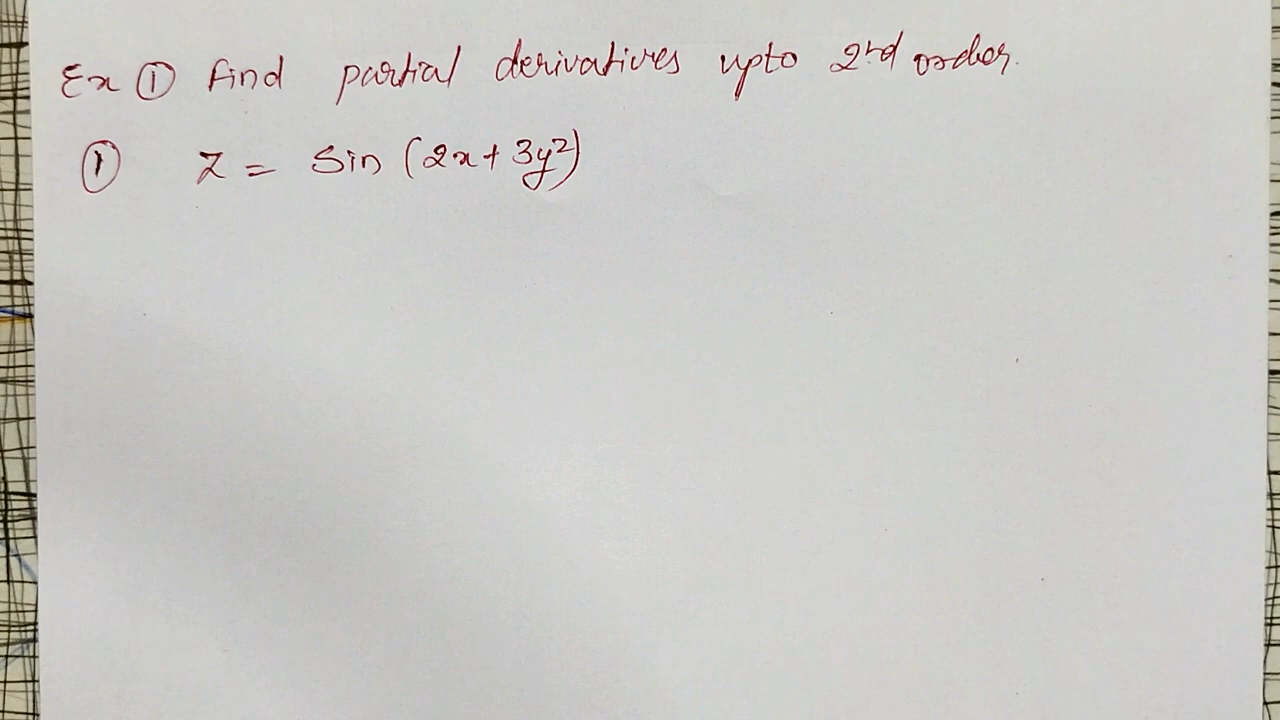 Ex ① Find partial derivatives upto 2nd order.
① z = sin (2x + 3y²)